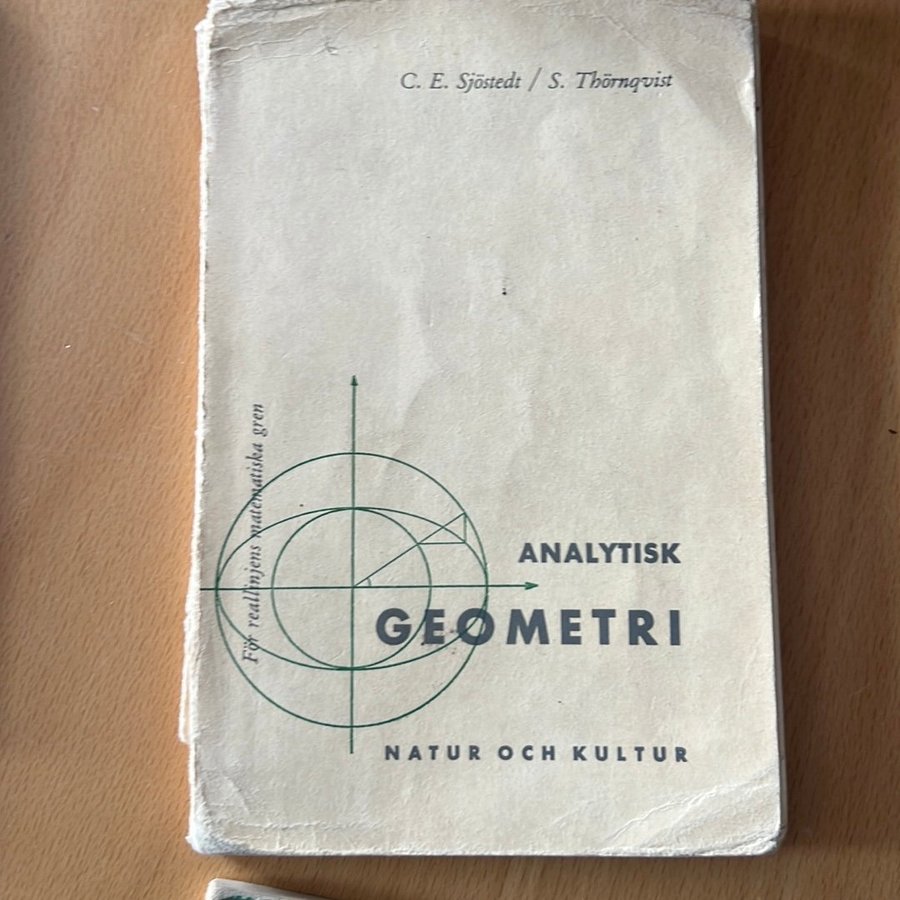 C. E. Sjöstedt / S. Thörnqvist
För reallinjens matematiska gren
ANALYTISK
GEOMETRI
NATUR OCH KULTUR